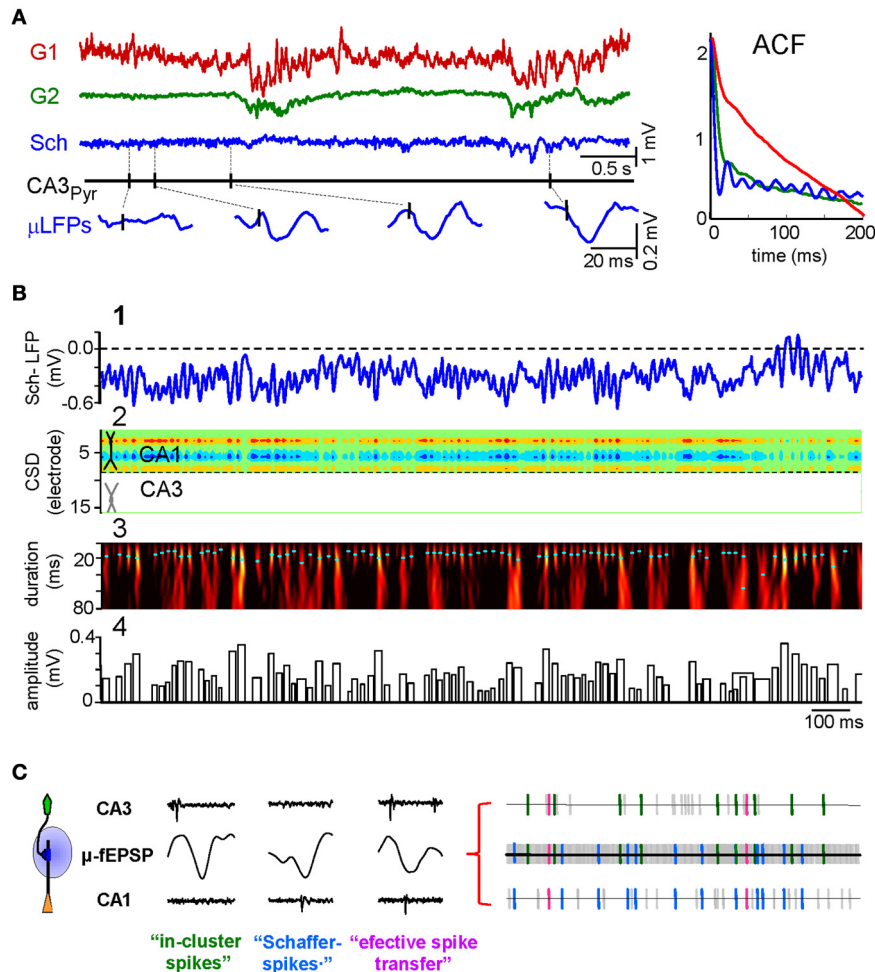 A
G1
G2
Sch
CA3Pyr
µLFPs
0.5 s
1 mV
20 ms
0.2 mV
ACF
2
1
0
0
100
200
time (ms)
B
1
Sch- LFP
(mV)
0.0
-0.6
2
CSD
(electrode)
5
15
CA1
CA3
3
duration
(ms)
20
80
4
amplitude
(mV)
0.4
0
100 ms
C
CA3
µ-fEPSP
CA1
“in-cluster
spikes”
“Schaffer-
spikes·”
“efective spike
transfer”